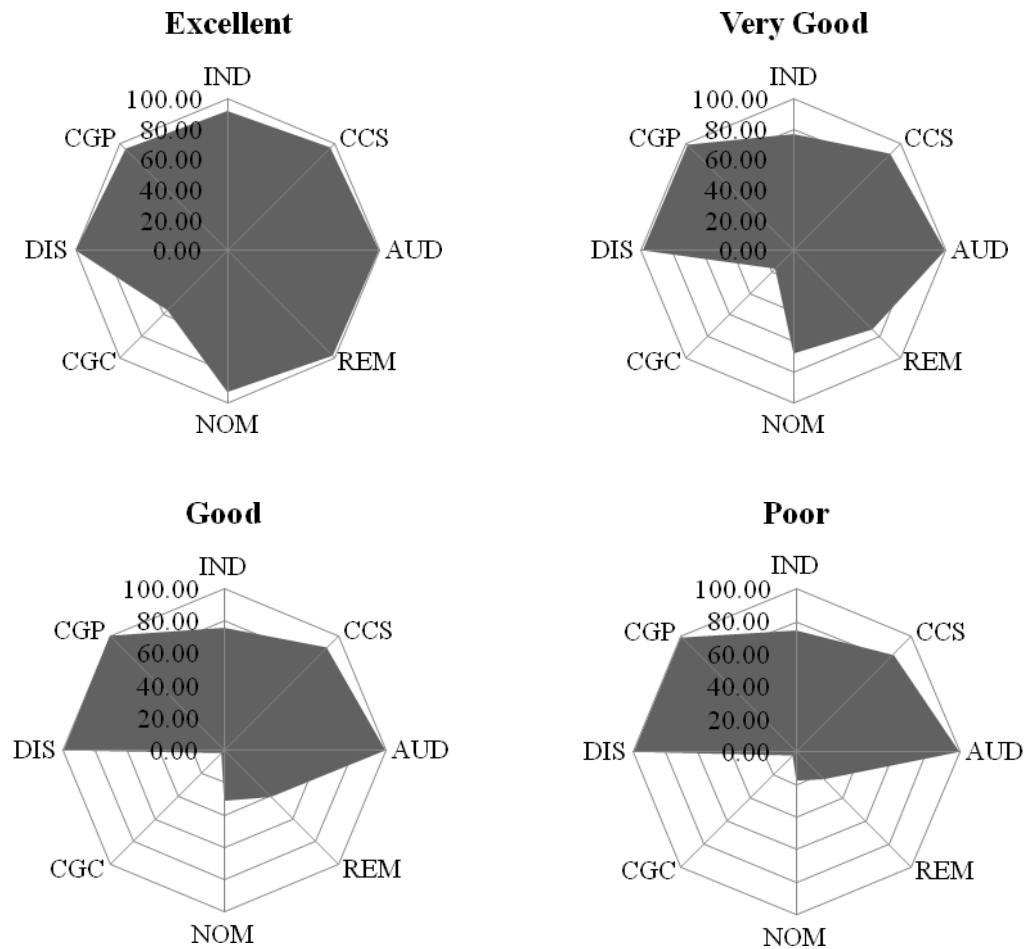 Excellent
IND
100.00
CGP
80.00
CCS
60.00
40.00
20.00
DIS
0.00
AUD
CGC
REM
NOM
Very Good
IND
100.00
CGP
80.00
CCS
60.00
40.00
20.00
DIS
0.00
AUD
CGC
REM
NOM
Good
IND
100.00
CGP
80.00
CCS
60.00
40.00
20.00
DIS
0.00
AUD
CGC
REM
NOM
Poor
IND
100.00
CGP
80.00
CCS
60.00
40.00
20.00
DIS
0.00
AUD
CGC
REM
NOM